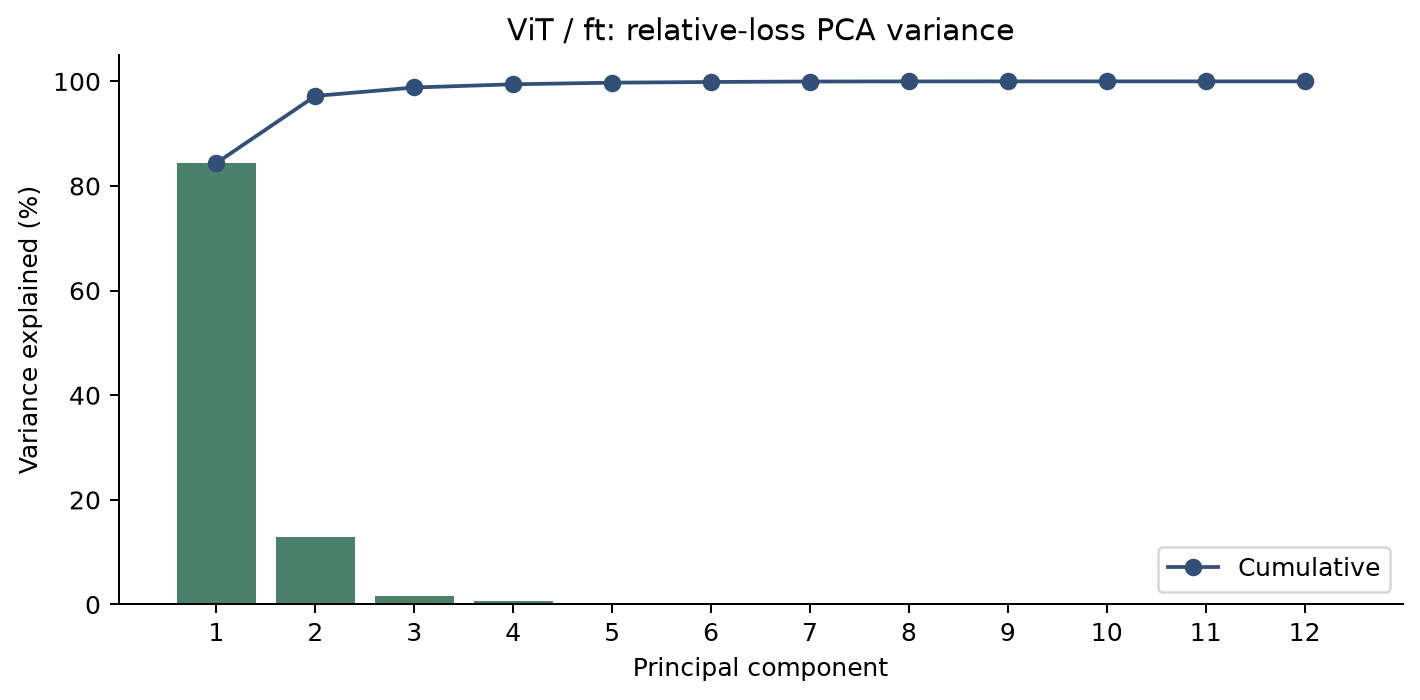 ViT / ft: relative-loss PCA variance
Variance explained (%)
100
80
60
40
20
0
Cumulative
1 2 3 4 5 6 7 8 9 10 11 12
Principal component